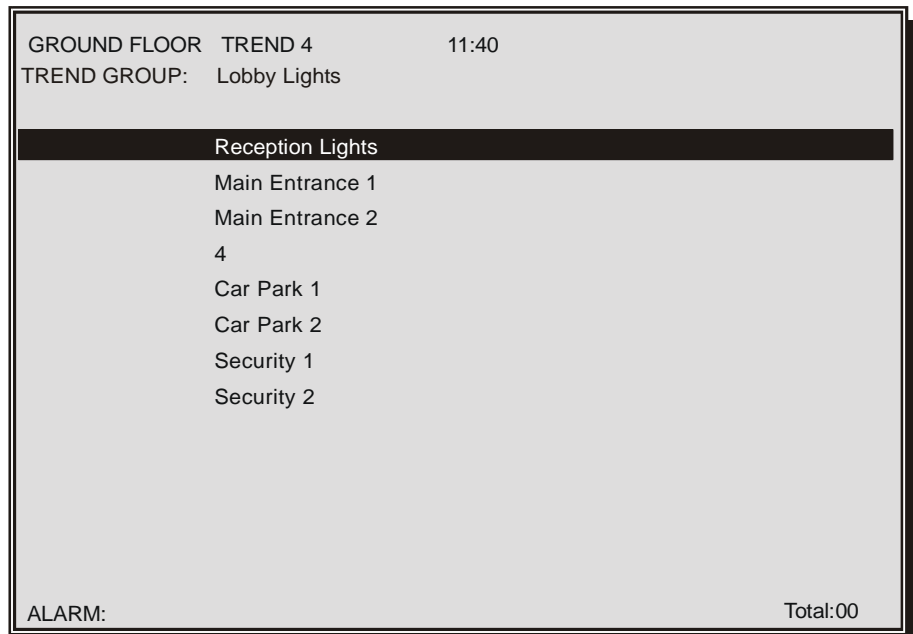 GROUND FLOOR TREND 4 11:40
TREND GROUP: Lobby Lights
Reception Lights
Main Entrance 1
Main Entrance 2
4
Car Park 1
Car Park 2
Security 1
Security 2
ALARM: Total:00